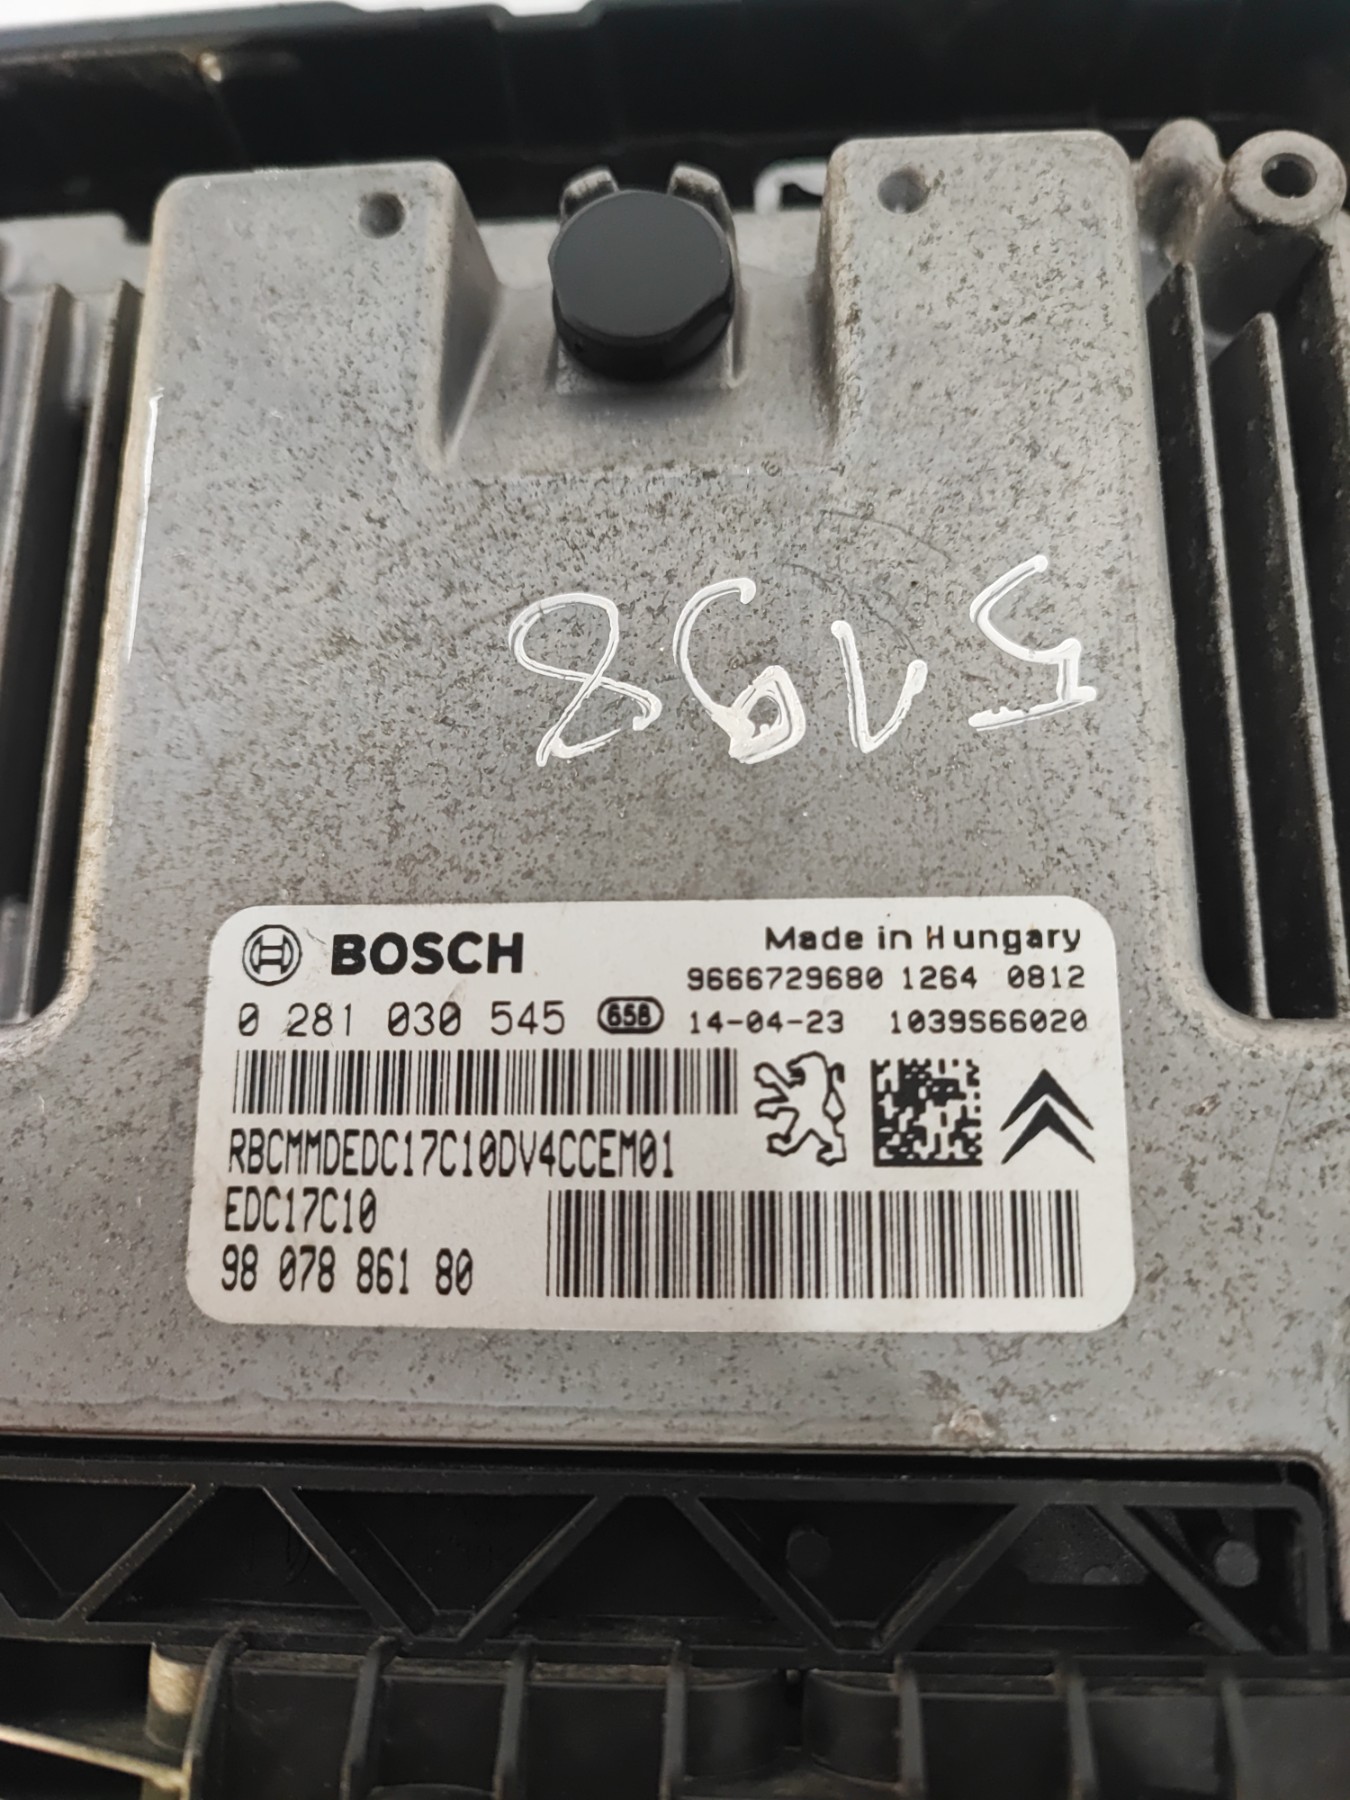 5198
BOSCH
Made in Hungary
9666729680 1264 0812
0 281 030 545 658 14-04-23 1039S66020
RBCMMDEDC17C10DV4CCEM01
EDC17C10
98 078 861 80